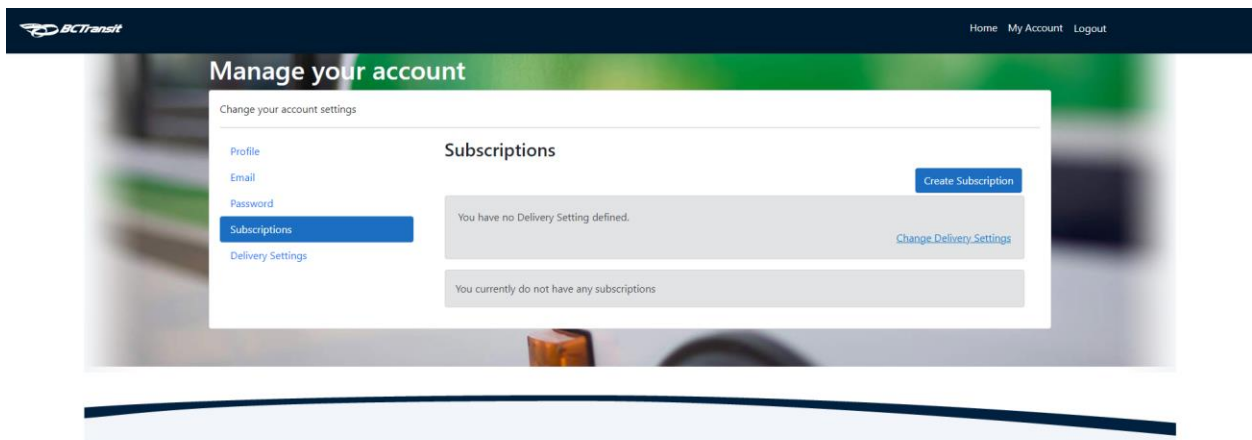 BCTransit
Home My Account Logout
Manage your account
Change your account settings
Profile
Email
Password
Subscriptions
Delivery Settings
Subscriptions
Create Subscription
You have no Delivery Setting defined.
Change Delivery Settings
You currently do not have any subscriptions